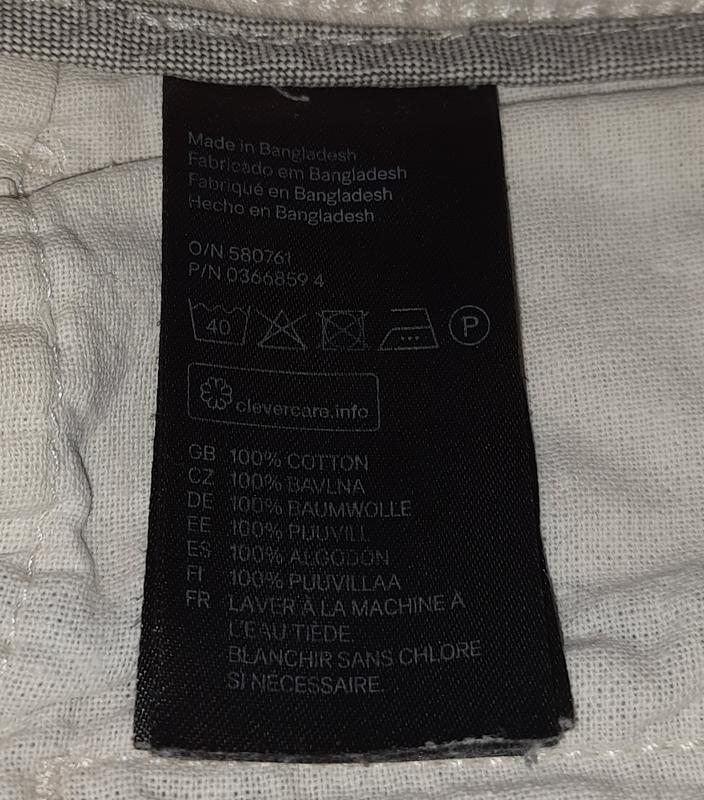 Made in Bangladesh
Fabricado em Bangladesh
Fabriqué en Bangladesh
Hecho en Bangladesh
O/N 580761
P/N 0366859 4
40
P
clevercare.info
GB 100% COTTON
CZ 100% BAVLNA
DE 100% BAUMWOLLE
EE 100% PUUVILL
ES 100% ALGODÓN
FI 100% PUUVILLAA
FR LAVER À LA MACHINE À
L'EAU TIÈDE.
BLANCHIR SANS CHLORE
SI NÉCESSAIRE.